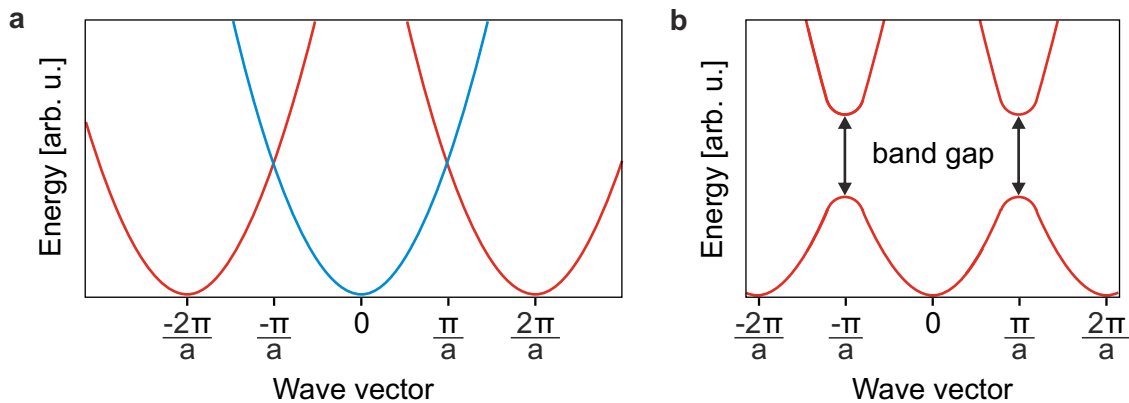 a
Energy [arb. u.]
-2π/a
-π/a
0
π/a
2π/a
Wave vector
b
Energy [arb. u.]
band gap
-2π/a
-π/a
0
π/a
2π/a
Wave vector